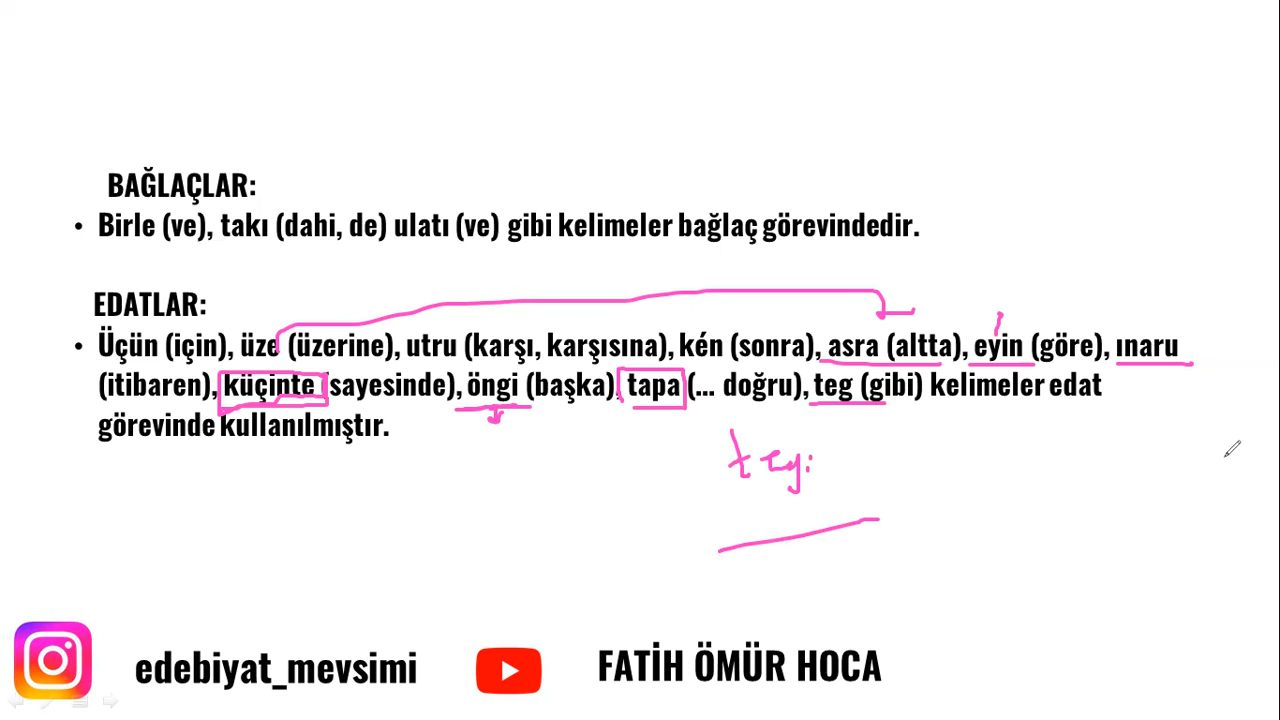 BAĞLAÇLAR:
• Birle (ve), takı (dahi, de) ulatı (ve) gibi kelimeler bağlaç görevindedir.
EDATLAR:
• Üçün (için), üze (üzerine), utru (karşı, karşısına), kén (sonra), asra (altta), eyin (göre), ınaru
(itibaren), küçinte (sayesinde), öngi (başka), tapa (... doğru), teg (gibi) kelimeler edat
görevinde kullanılmıştır.
edebiyat_mevsimi
FATİH ÖMÜR HOCA